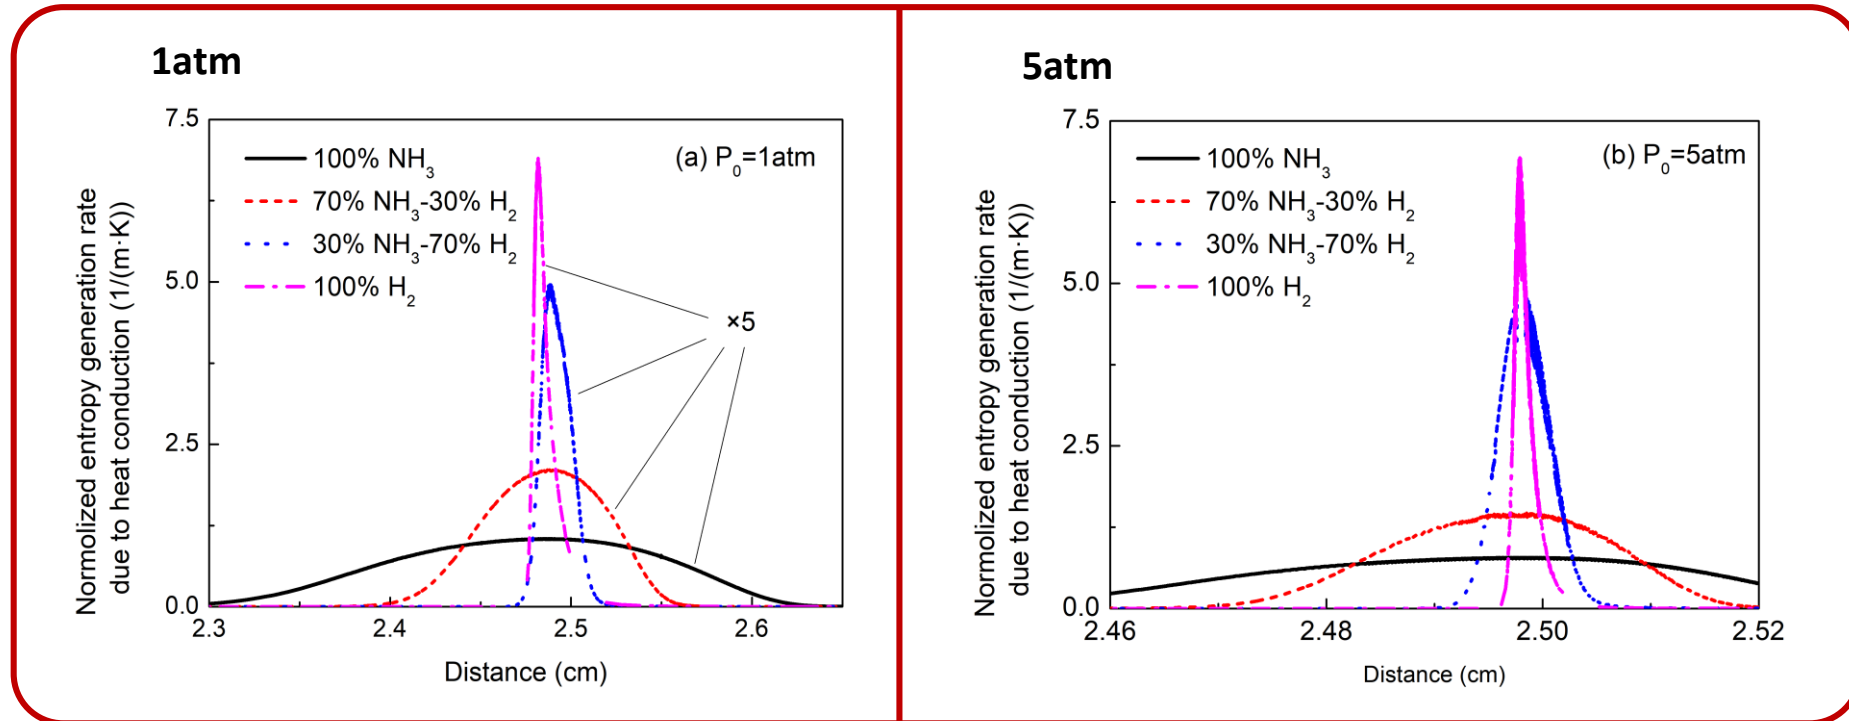 1atm
7.5
5.0
2.5
0.0
Normolized entropy generation rate
due to heat conduction (1/(m·K))
100% NH₃
70% NH₃-30% H₂
30% NH₃-70% H₂
100% H₂
(a) P₀=1atm
×5
2.3
2.4
2.5
2.6
Distance (cm)
5atm
7.5
5.0
2.5
0.0
Normolized entropy generation rate
due to heat conduction (1/(m·K))
100% NH₃
70% NH₃-30% H₂
30% NH₃-70% H₂
100% H₂
(b) P₀=5atm
2.46
2.48
2.50
2.52
Distance (cm)